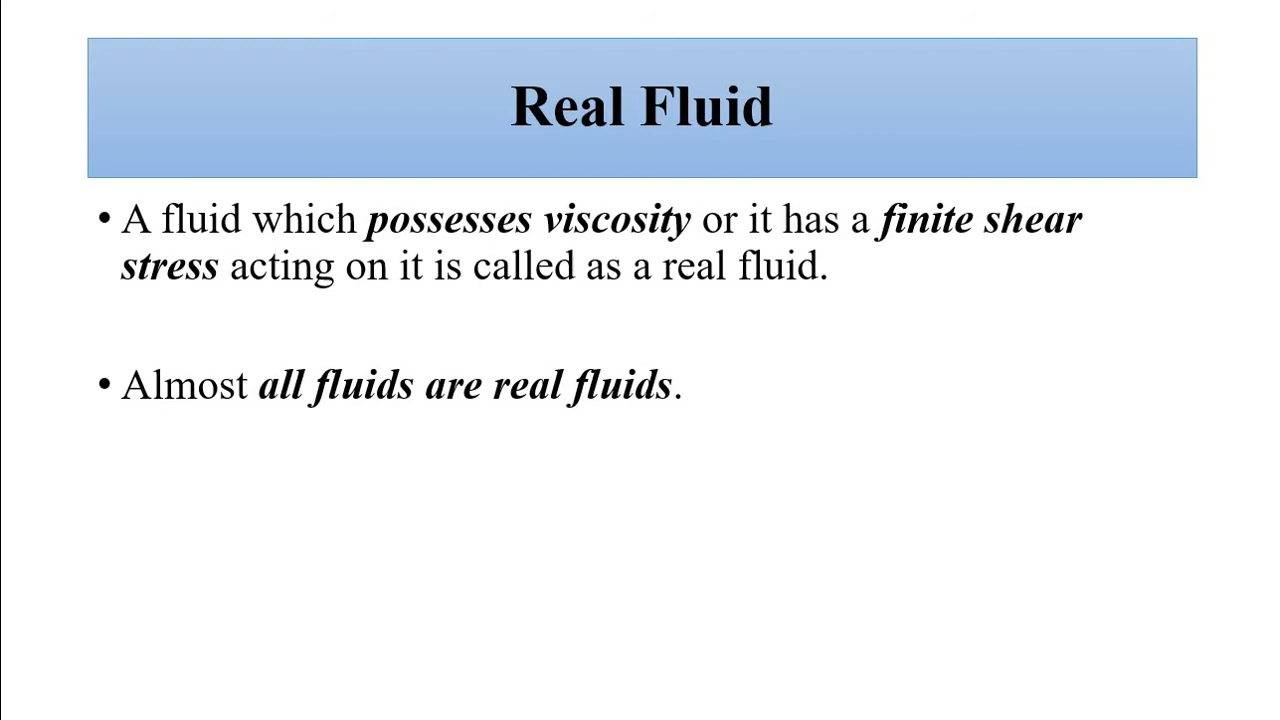 Real Fluid
• A fluid which possesses viscosity or it has a finite shear
stress acting on it is called as a real fluid.
• Almost all fluids are real fluids.